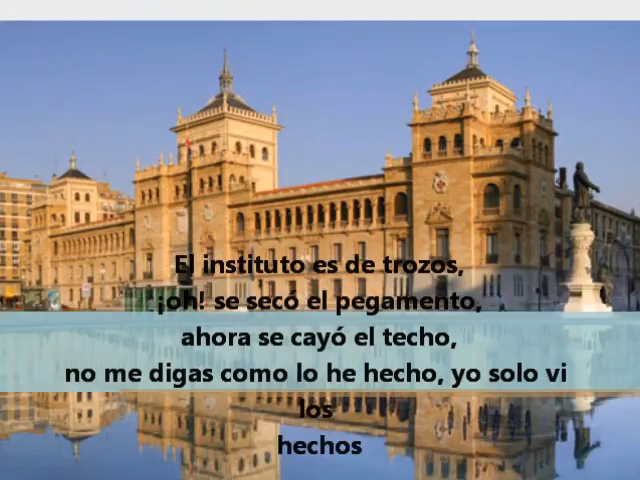 El instituto es de trozos,
¡oh! se secó el pegamento,
ahora se cayó el techo,
no me digas como lo he hecho, yo solo vi
los
hechos